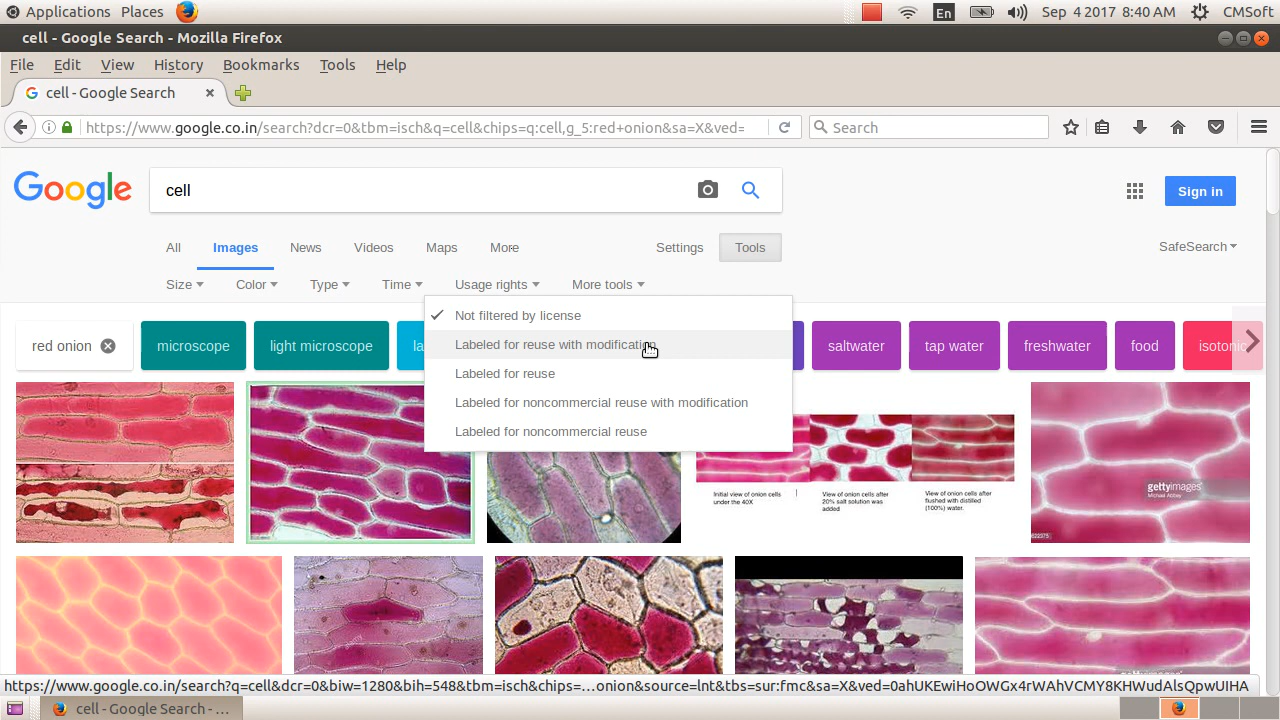 Applications Places En Sep 4 2017 8:40 AM CMSoft
cell - Google Search - Mozilla Firefox
File Edit View History Bookmarks Tools Help
cell - Google Search
https://www.google.co.in/search?dcr=0&tbm=isch&q=cell&chips=q:cell,g_5:red+onion&sa=X&ved= Search
Google cell Sign in
All Images News Videos Maps More Settings Tools SafeSearch
Size Color Type Time Usage rights More tools
Not filtered by license
Labeled for reuse with modification
Labeled for reuse
Labeled for noncommercial reuse with modification
Labeled for noncommercial reuse
red onion microscope light microscope la saltwater tap water freshwater food isotonic
gettyimages
Michael Abbey
Initial view of onion cells
under the 40X
View of onion cells after
20% salt solution was
added
View of onion cells after
flushed with distilled
(100%) water.
https://www.google.co.in/search?q=cell&dcr=0&biw=1280&bih=548&tbm=isch&chips=…onion&source=lnt&tbs=sur:fmc&sa=X&ved=0ahUKEwiHoOWGx4rWAhVCMY8KHWudAlsQpwUIHA
cell - Google Search - ...